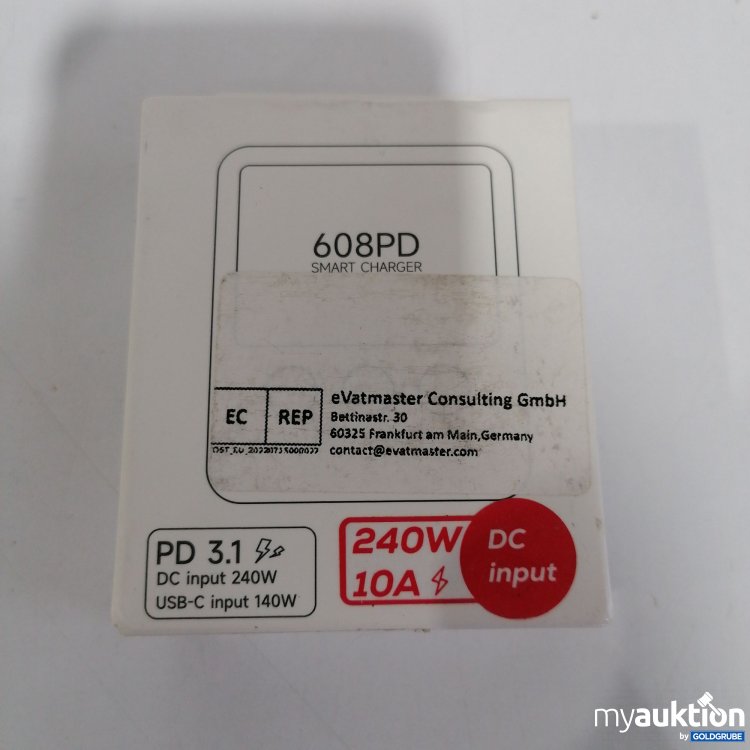 608PD
SMART CHARGER
EC REP
eVatmaster Consulting GmbH
Bettinastr. 30
60325 Frankfurt am Main,Germany
contact@evatmaster.com
PD 3.1
DC input 240W
USB-C input 140W
240W
10A
DC
input
myauktion
by GOLDGRUBE